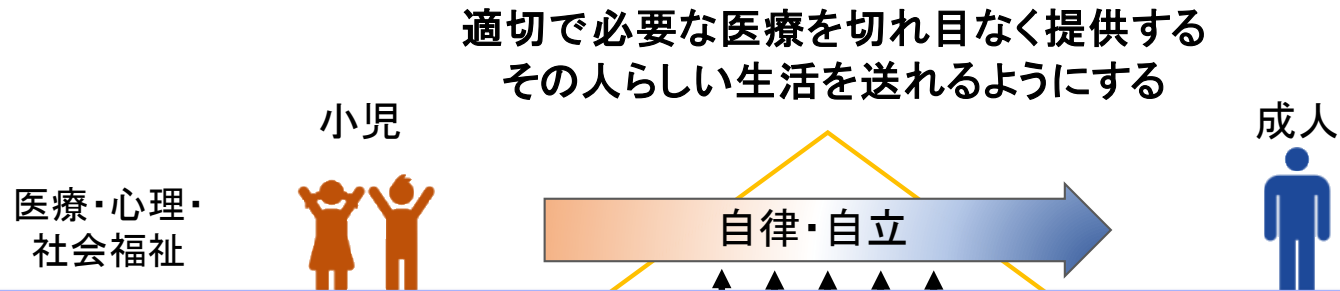 適切で必要な医療を切れ目なく提供する
その人らしい生活を送れるようにする
小児
成人
医療・心理・
社会福祉
自律・自立